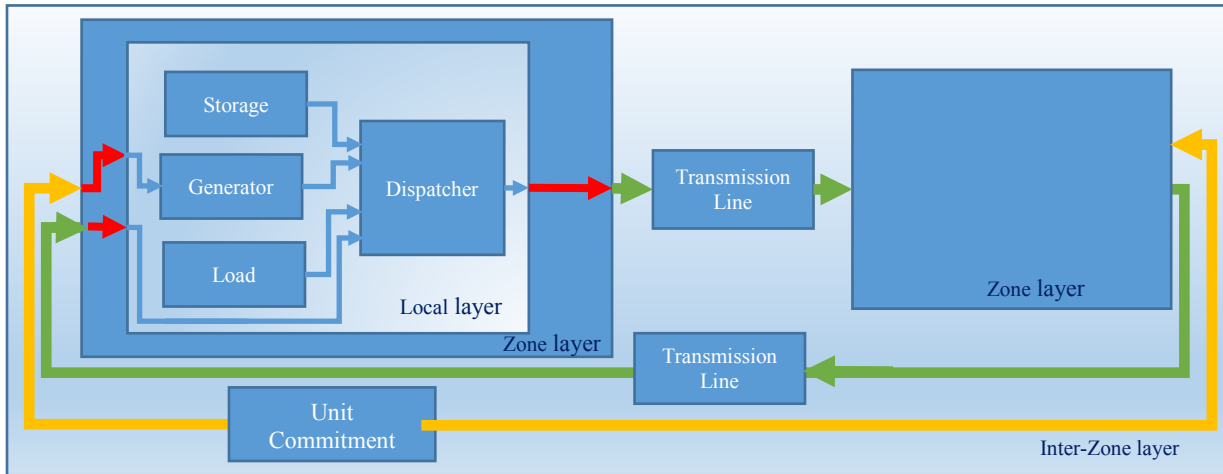 Storage
Generator
Dispatcher
Load
Local layer
Zone layer
Transmission
Line
Zone layer
Transmission
Line
Unit
Commitment
Inter-Zone layer